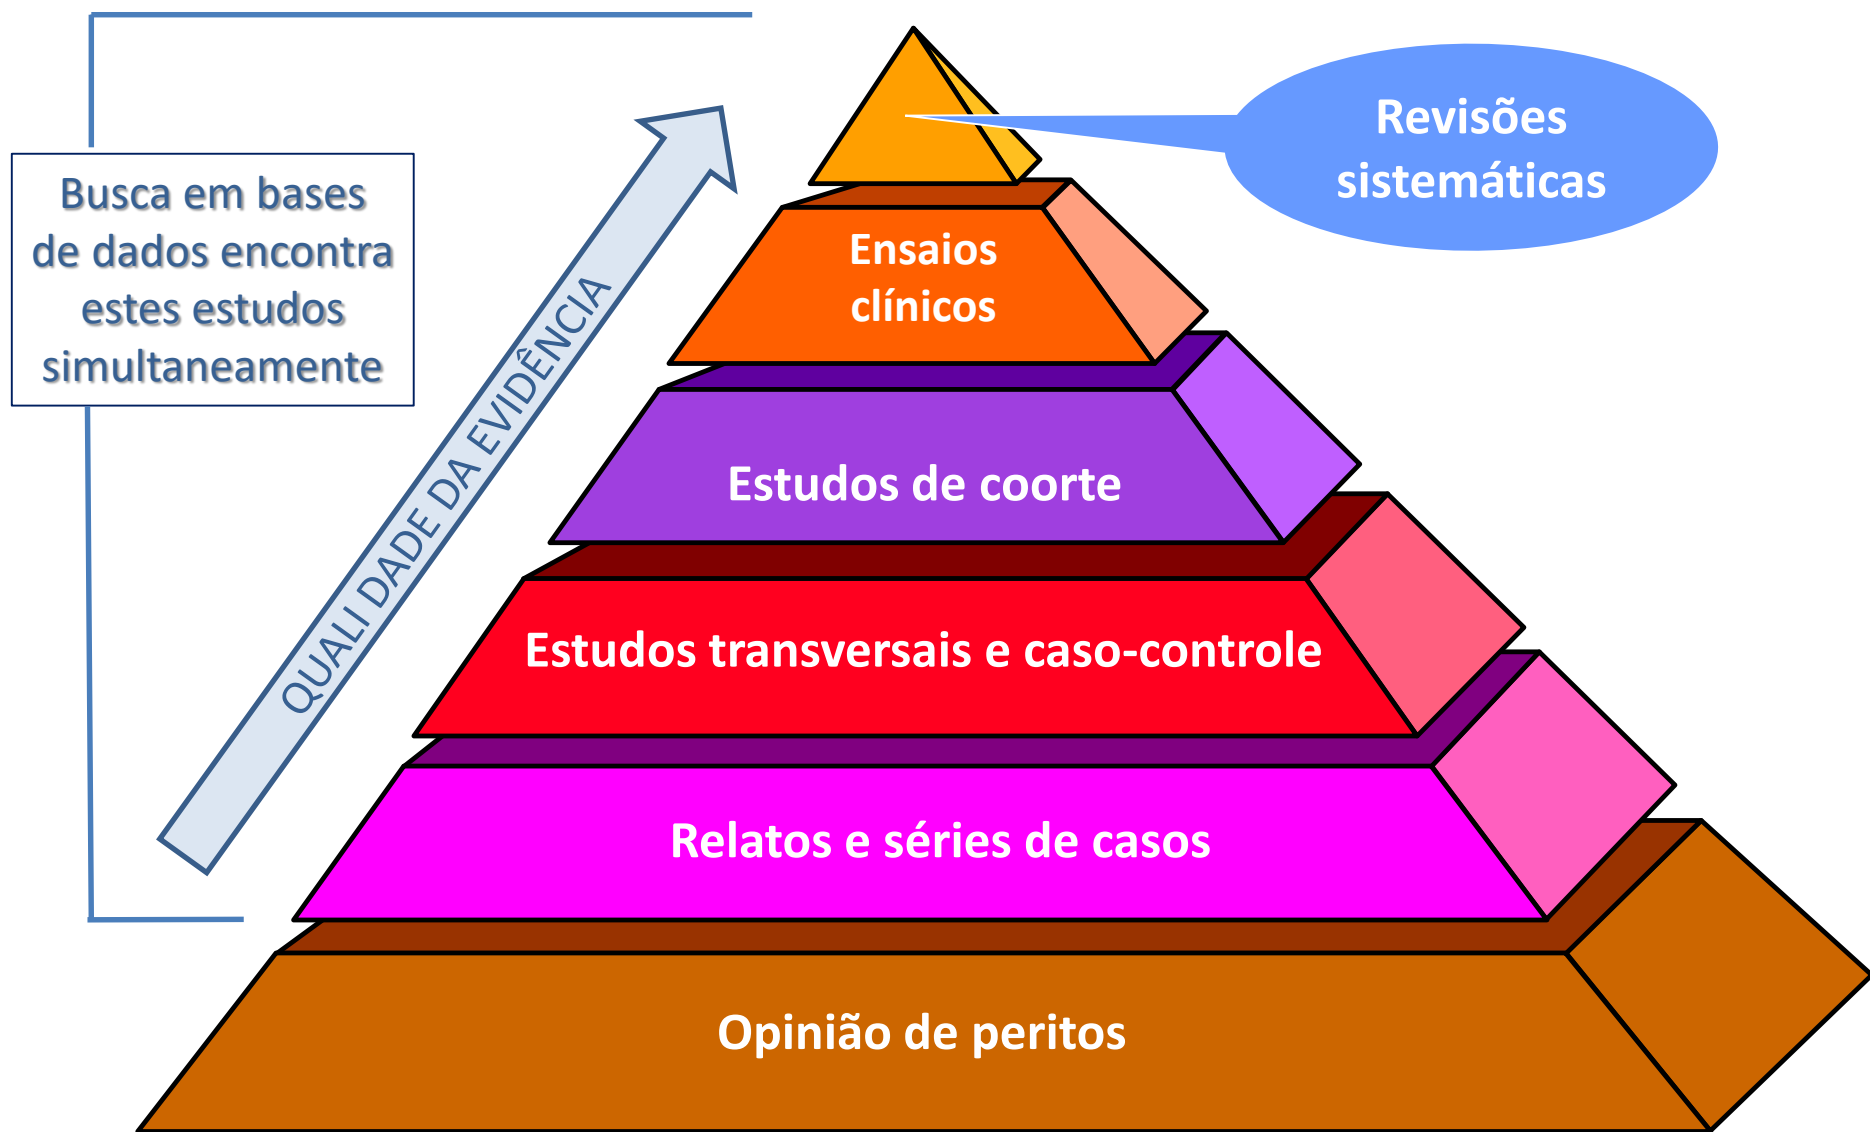 Revisões
sistemáticas
Busca em bases
de dados encontra
estes estudos
simultaneamente
QUALI DADE DA EVIDÊNCIA
Ensaios
clínicos
Estudos de coorte
Estudos transversais e caso-controle
Relatos e séries de casos
Opinião de peritos